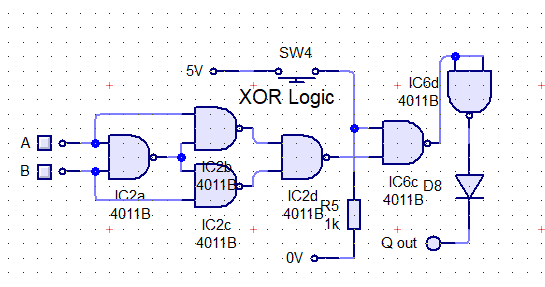 SW4
5V
XOR Logic
IC6d
4011B
A
B
IC2b
4011B
IC2a
4011B
IC2c
4011B
IC2d
4011B
R5
1k
IC6c
4011B
D8
Q out
0V